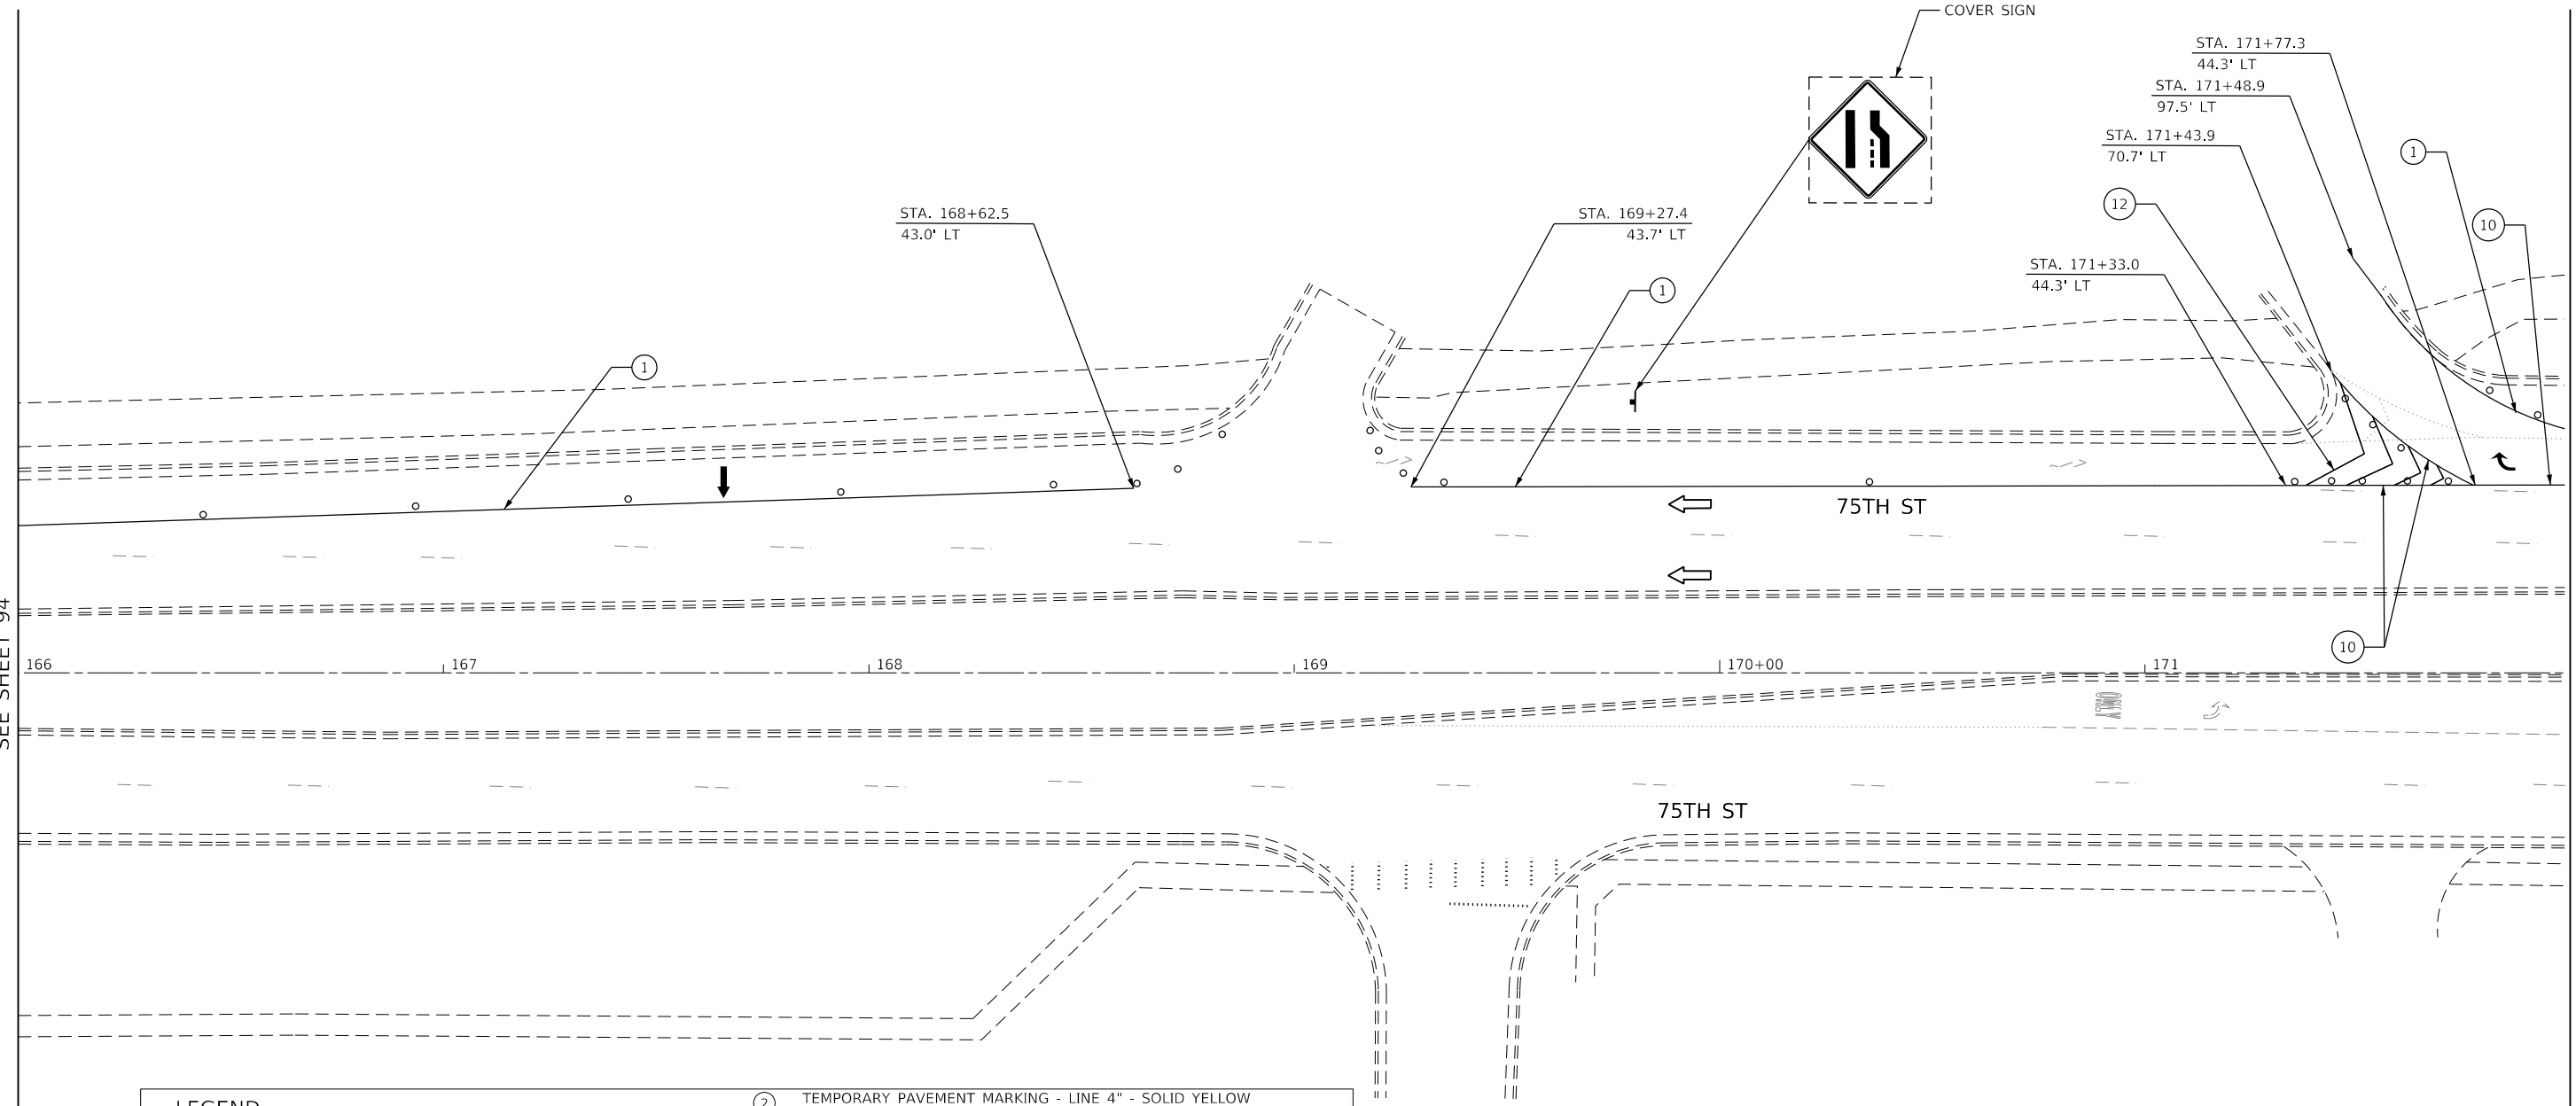 COVER SIGN
STA. 171+77.3
44.3' LT
STA. 171+48.9
97.5' LT
STA. 171+43.9
70.7' LT
1
12
10
STA. 168+62.5
43.0' LT
STA. 169+27.4
43.7' LT
STA. 171+33.0
44.3' LT
1
1
75TH ST
SEE SHEET 94
10
166
167
168
169
170+00
171
ONLY
75TH ST
LEGEND
2
TEMPORARY PAVEMENT MARKING - LINE 4" - SOLID YELLOW